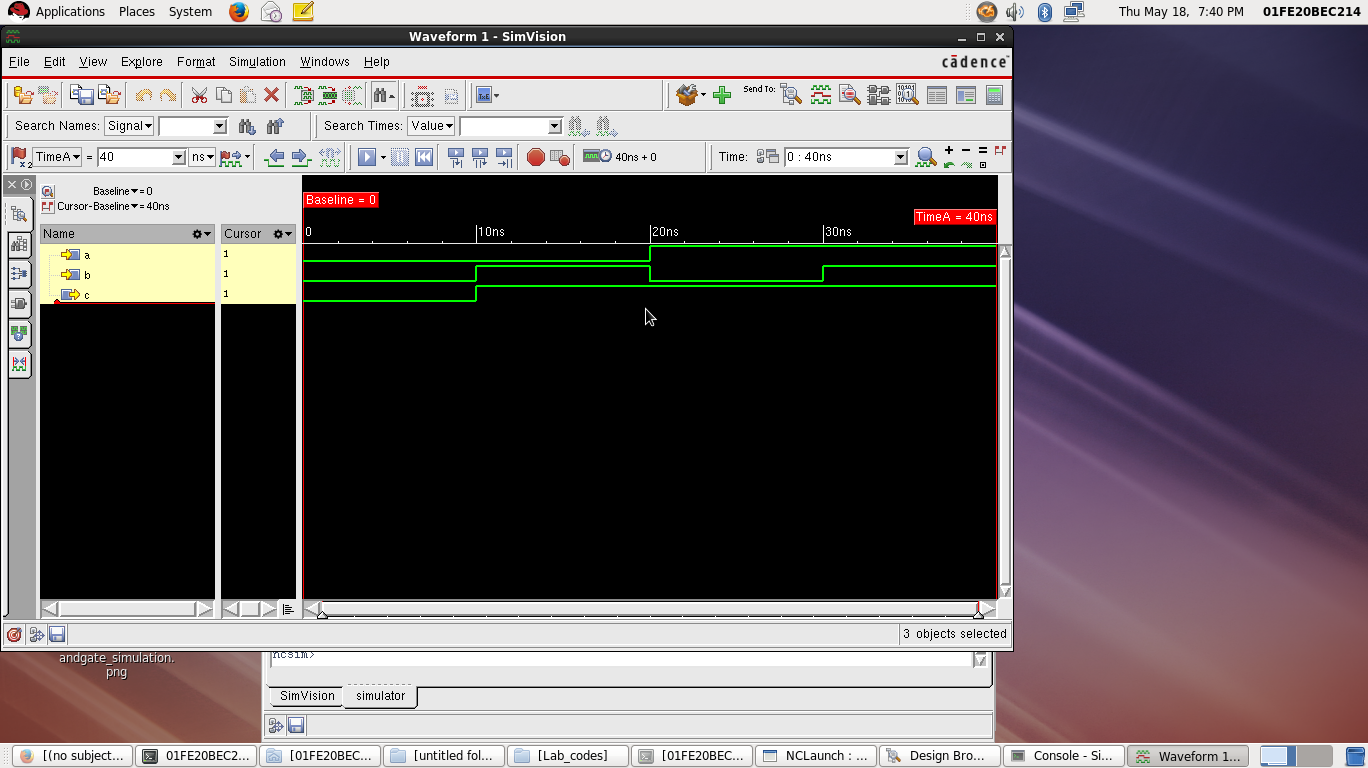 Applications Places System Thu May 18, 7:40 PM 01FE20BEC214
Waveform 1 - SimVision
File Edit View Explore Format Simulation Windows Help cādence
Send To:
Search Names: Signal Search Times: Value
x2 TimeA = 40 ns 40ns + 0 Time: 0 : 40ns
Baseline = 0
Cursor-Baseline = 40ns
Baseline = 0
TimeA = 40ns
Name Cursor 0 10ns 20ns 30ns
a 1
b 1
c 1
3 objects selected
andgate_simulation.
png
ncsim>
SimVision simulator
[(no subject... 01FE20BEC2... [01FE20BEC... [untitled fol... [Lab_codes] [01FE20BEC... NCLaunch : ... Design Bro... Console - Si... Waveform 1...